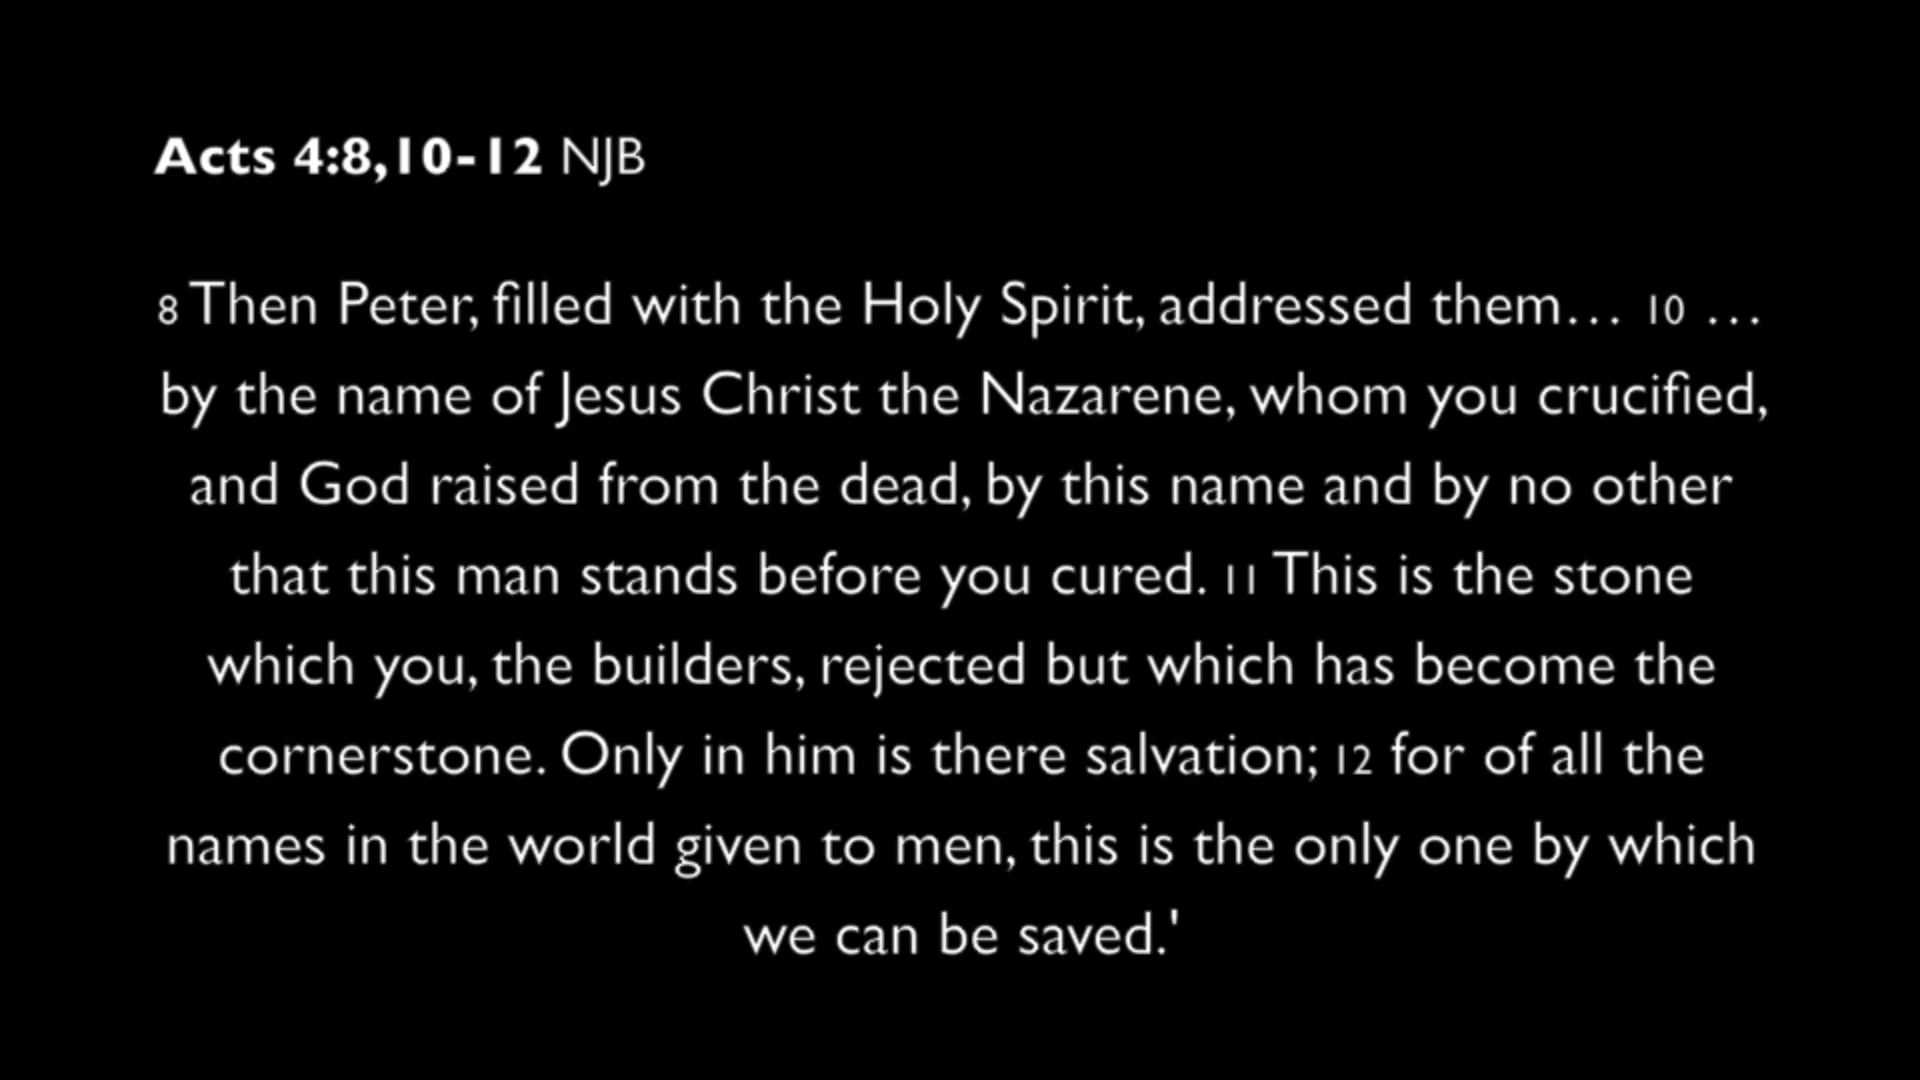 Acts 4:8,10-12 NJB
8 Then Peter, filled with the Holy Spirit, addressed them… 10 …
by the name of Jesus Christ the Nazarene, whom you crucified,
and God raised from the dead, by this name and by no other
that this man stands before you cured. 11 This is the stone
which you, the builders, rejected but which has become the
cornerstone. Only in him is there salvation; 12 for of all the
names in the world given to men, this is the only one by which
we can be saved.'